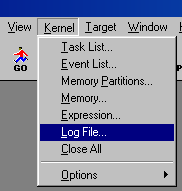 View Kernel Target Window
GO
Task List...
Event List...
Memory Partitions...
Memory...
Expression...
Log File...
Close All
Options